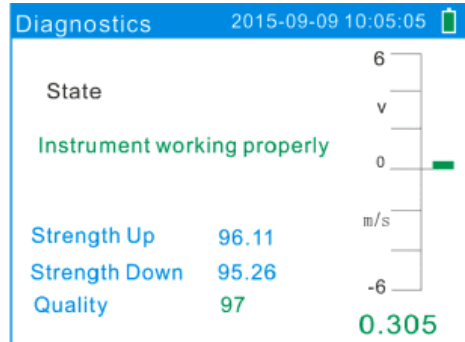 Diagnostics 2015-09-09 10:05:05
6
State
v
Instrument working properly
0
m/s
Strength Up 96.11
Strength Down 95.26
-6
Quality 97
0.305